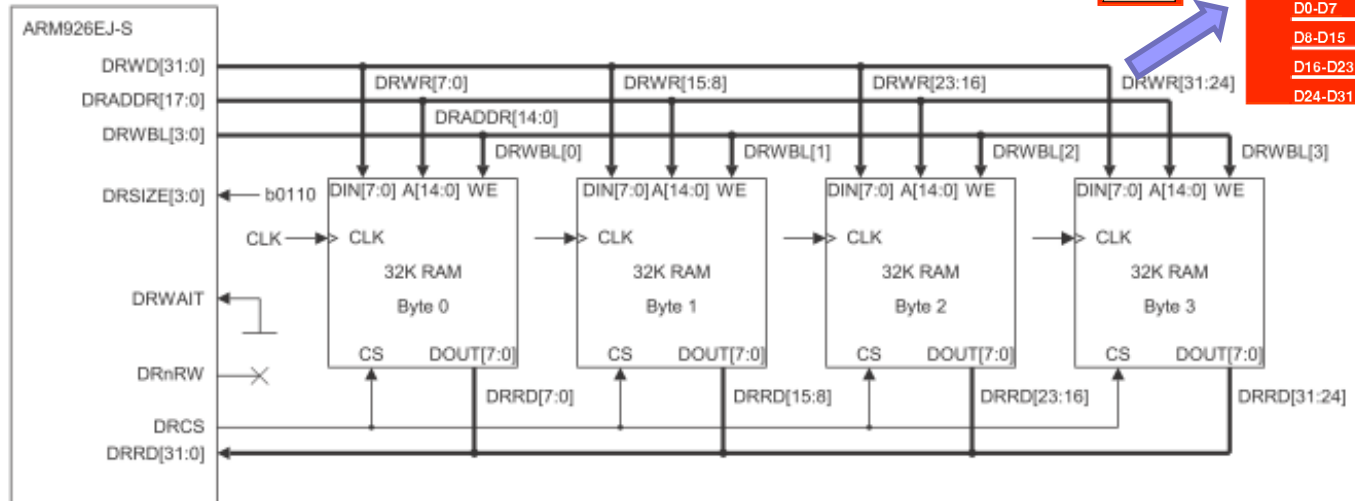 D0-D7
D8-D15
D16-D23
D24-D31
ARM926EJ-S
DRWD[31:0]
DRADDR[17:0]
DRWBL[3:0]
DRSIZE[3:0]
DRWAIT
DRnRW
DRCS
DRRD[31:0]
b0110
CLK
DRWR[7:0] DRWR[15:8] DRWR[23:16] DRWR[31:24]
DRADDR[14:0]
DRWBL[0] DRWBL[1] DRWBL[2] DRWBL[3]
DIN[7:0] A[14:0] WE
CLK
32K RAM
Byte 0
CS DOUT[7:0]
DIN[7:0] A[14:0] WE
CLK
32K RAM
Byte 1
CS DOUT[7:0]
DIN[7:0] A[14:0] WE
CLK
32K RAM
Byte 2
CS DOUT[7:0]
DIN[7:0] A[14:0] WE
CLK
32K RAM
Byte 3
CS DOUT[7:0]
DRRD[7:0] DRRD[15:8] DRRD[23:16] DRRD[31:24]